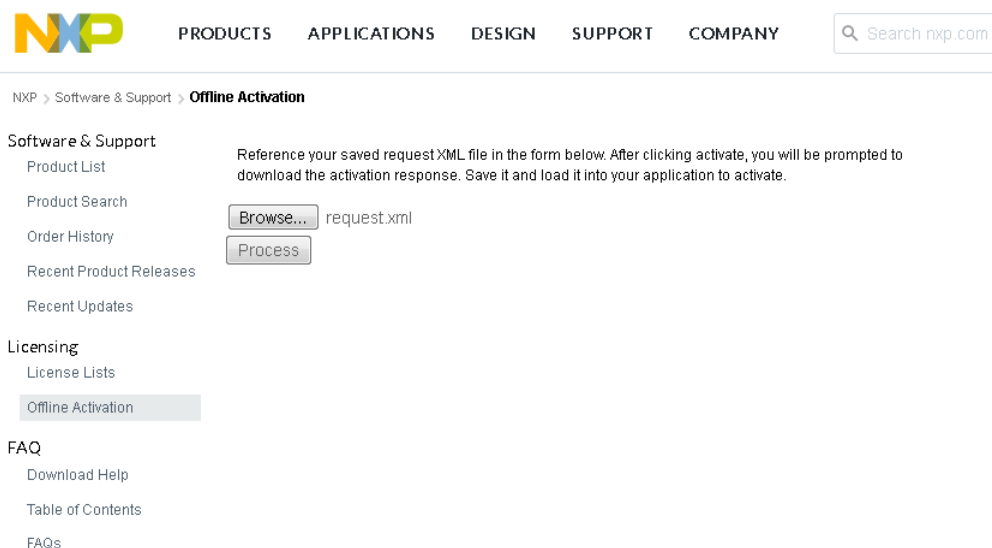 NXP PRODUCTS APPLICATIONS DESIGN SUPPORT COMPANY Search nxp.com
NXP > Software & Support > Offline Activation
Software & Support
Product List
Product Search
Order History
Recent Product Releases
Recent Updates
Licensing
License Lists
Offline Activation
FAQ
Download Help
Table of Contents
FAQs
Reference your saved request XML file in the form below. After clicking activate, you will be prompted to
download the activation response. Save it and load it into your application to activate.
Browse... request.xml
Process